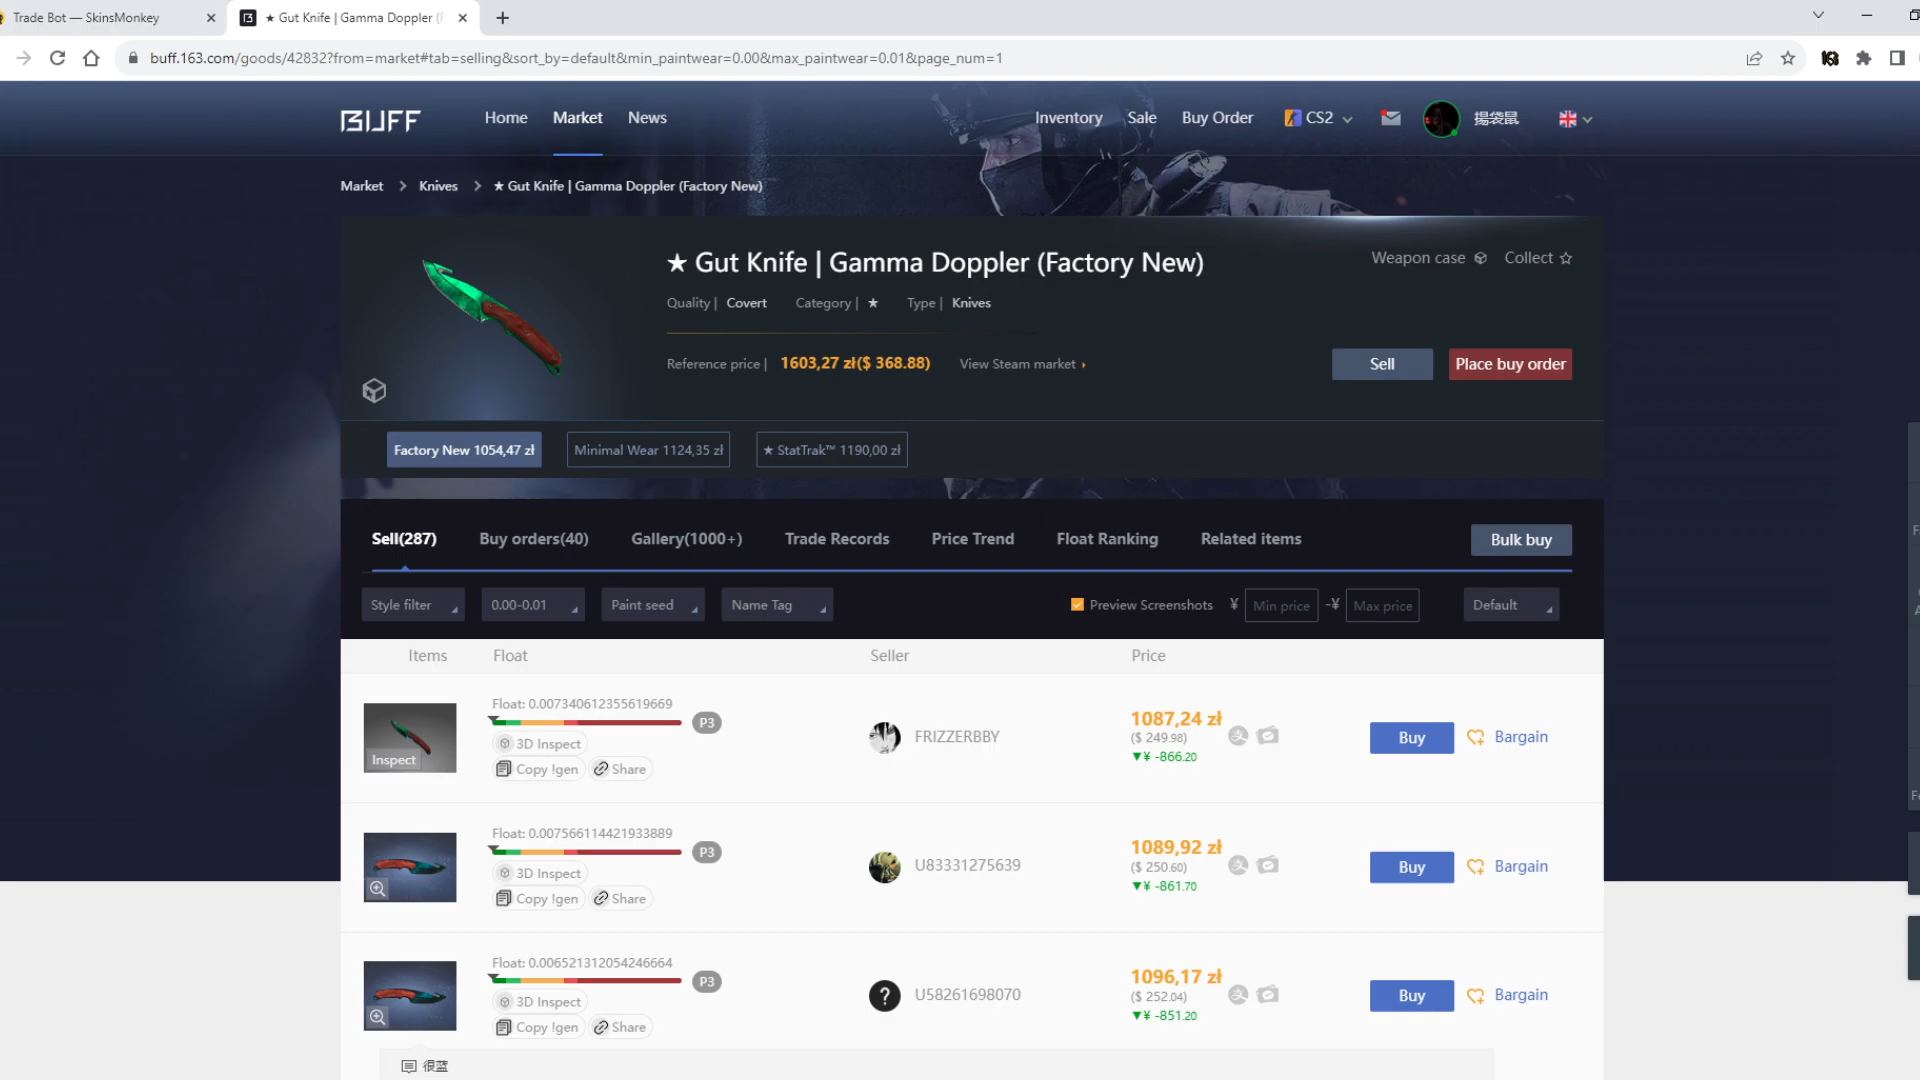 Trade Bot — SkinsMonkey
★ Gut Knife | Gamma Doppler (F
buff.163.com/goods/42832?from=market#tab=selling&sort_by=default&min_paintwear=0.00&max_paintwear=0.01&page_num=1
BUFF Home Market News Inventory Sale Buy Order CS2 揚袋鼠
Market > Knives > ★ Gut Knife | Gamma Doppler (Factory New)
★ Gut Knife | Gamma Doppler (Factory New)
Weapon case Collect
Quality | Covert Category | ★ Type | Knives
Reference price | 1603,27 zł($ 368.88) View Steam market
Sell Place buy order
Factory New 1054,47 zł Minimal Wear 1124,35 zł ★ StatTrak™ 1190,00 zł
Sell(287) Buy orders(40) Gallery(1000+) Trade Records Price Trend Float Ranking Related items Bulk buy
Style filter 0.00-0.01 Paint seed Name Tag Preview Screenshots ¥ Min price -¥ Max price Default
Items Float Seller Price
Float: 0.007340612355619669
P3
3D Inspect
Inspect
Copy !gen Share
FRIZZERBBY
1087,24 zł
($ 249.98)
▼¥ -866.20
Buy Bargain
Float: 0.007566114421933889
P3
3D Inspect
Copy !gen Share
U83331275639
1089,92 zł
($ 250.60)
▼¥ -861.70
Buy Bargain
Float: 0.006521312054246664
P3
3D Inspect
Copy !gen Share
U58261698070
1096,17 zł
($ 252.04)
▼¥ -851.20
Buy Bargain
很蓝